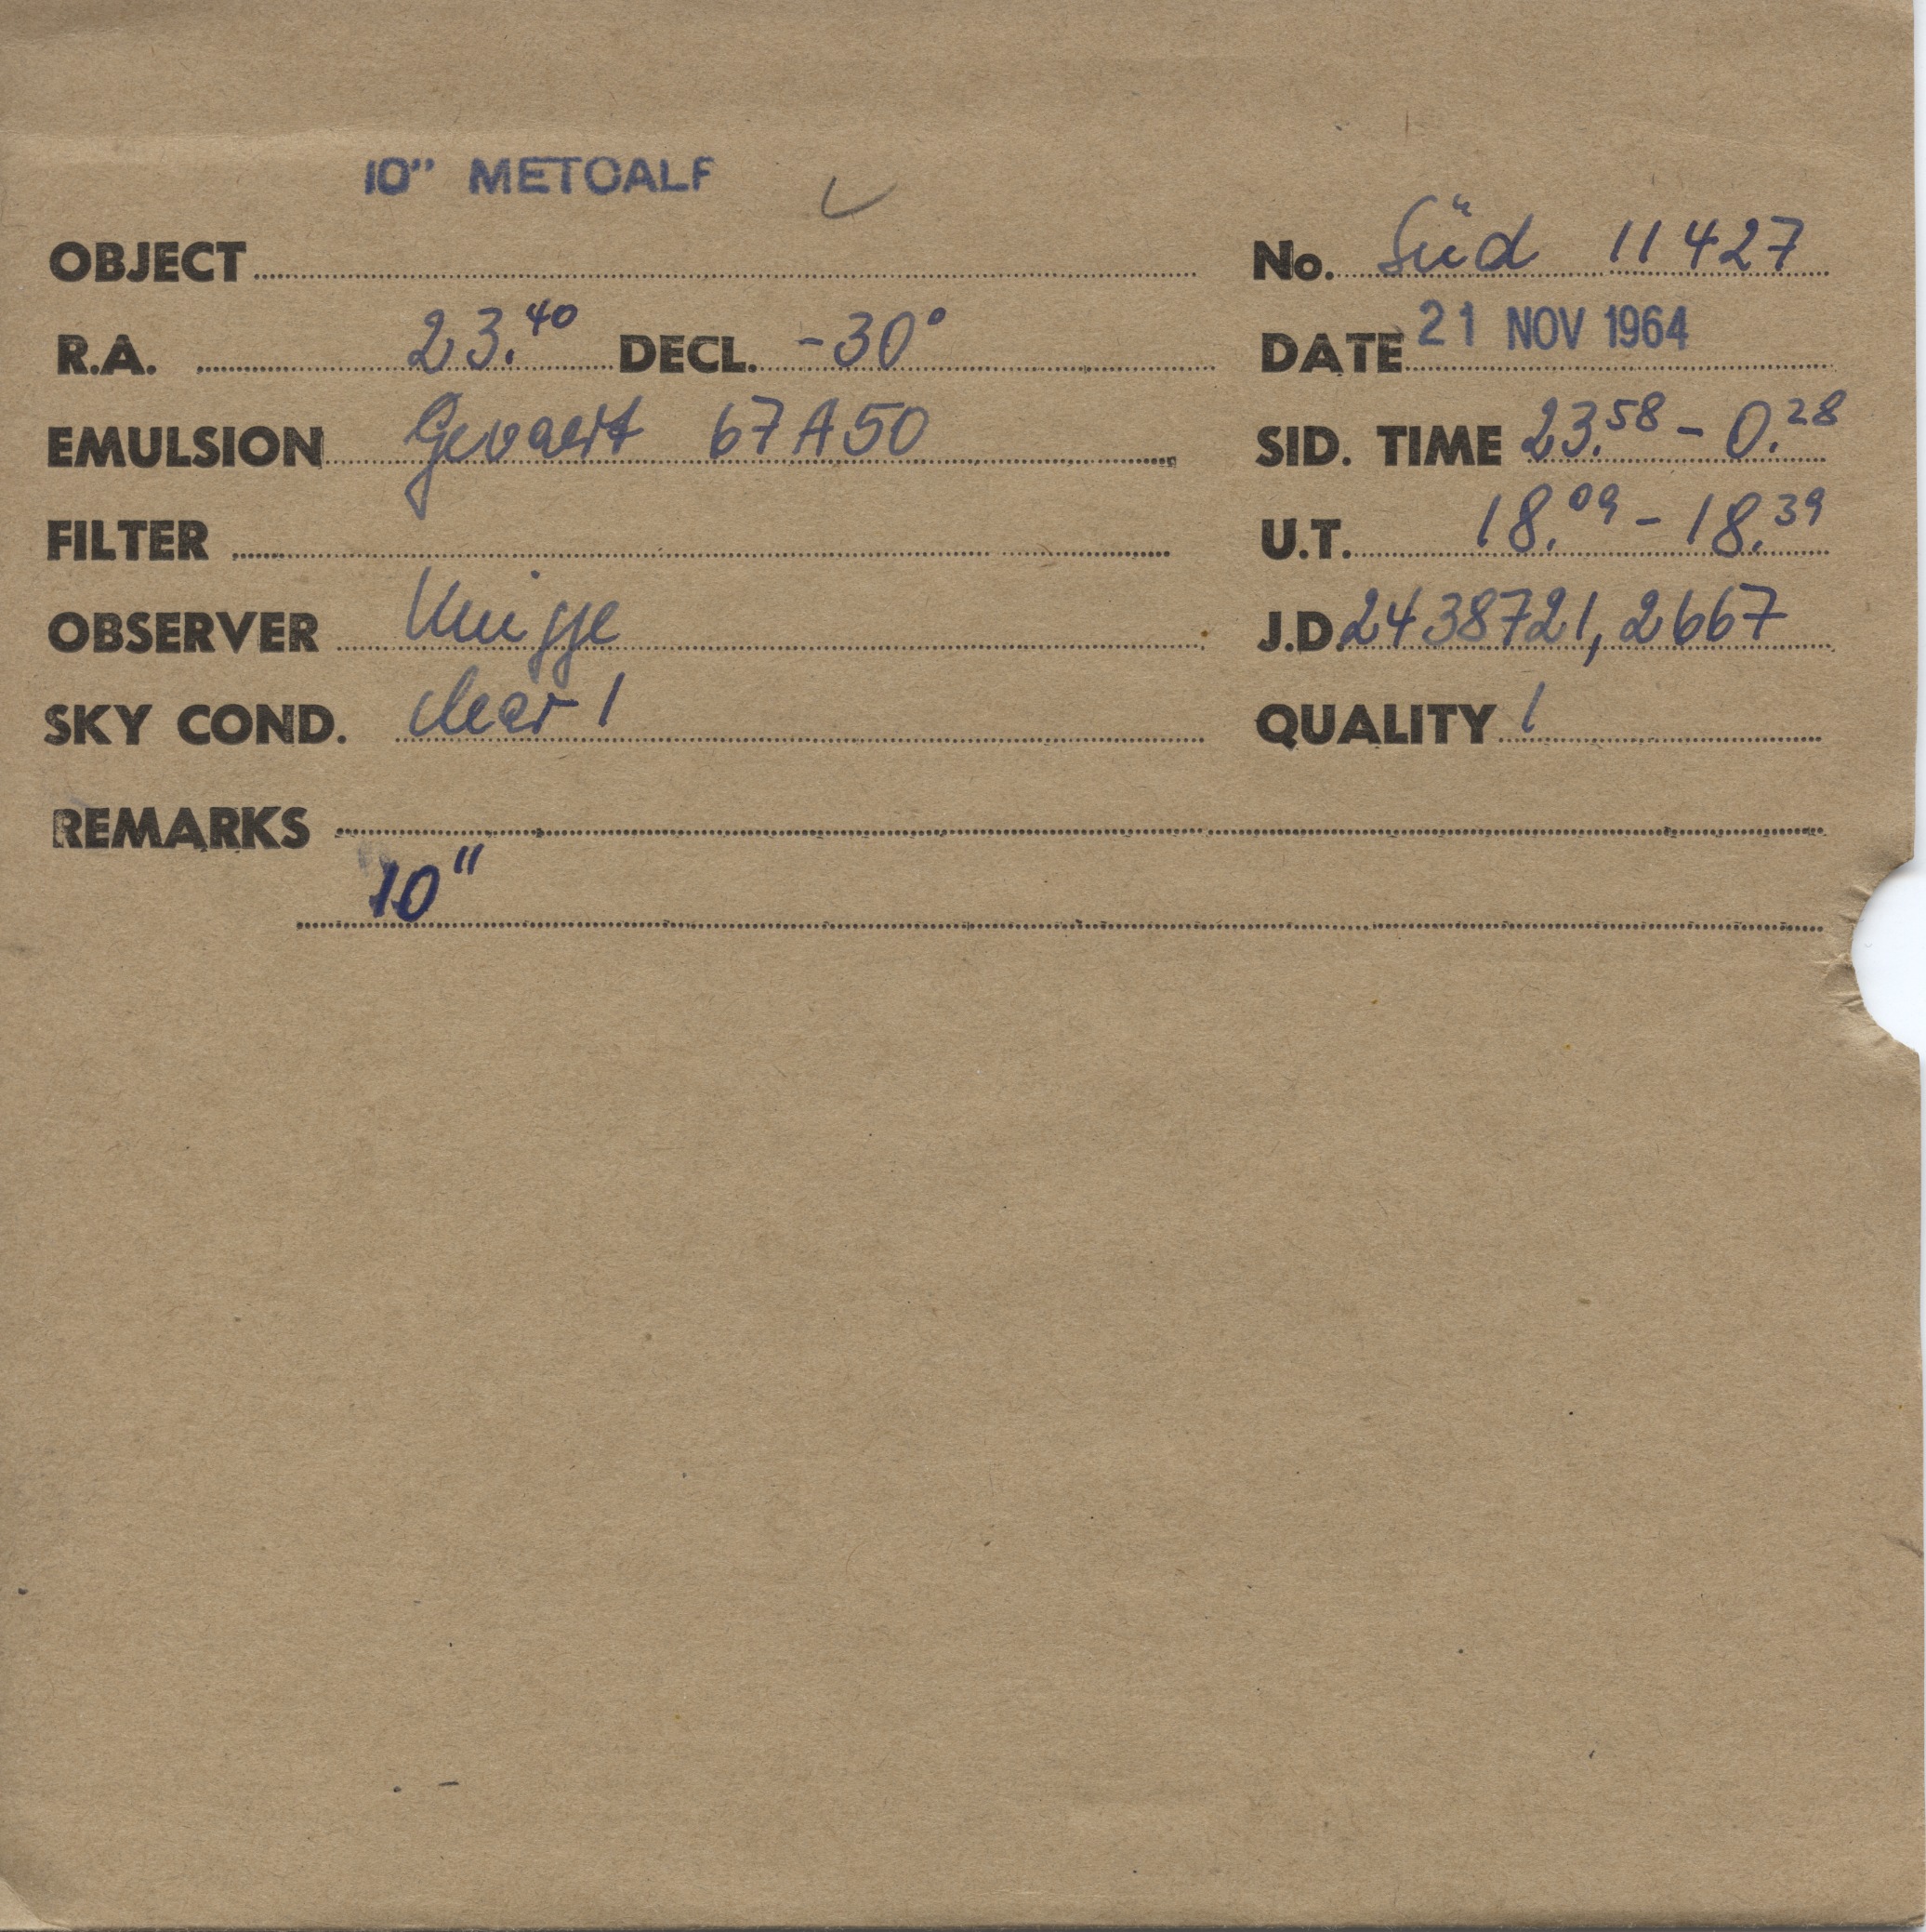 10" METCALF
OBJECT No. Süd 11427
R.A. 23.40 DECL. -30° DATE 21 NOV 1964
EMULSION Gevaert 67A50 SID. TIME 23.58 - 0.28
FILTER U.T. 18.09 - 18.39
OBSERVER J.D. 2438721,2667
SKY COND. clear 1 QUALITY 1
REMARKS
10"